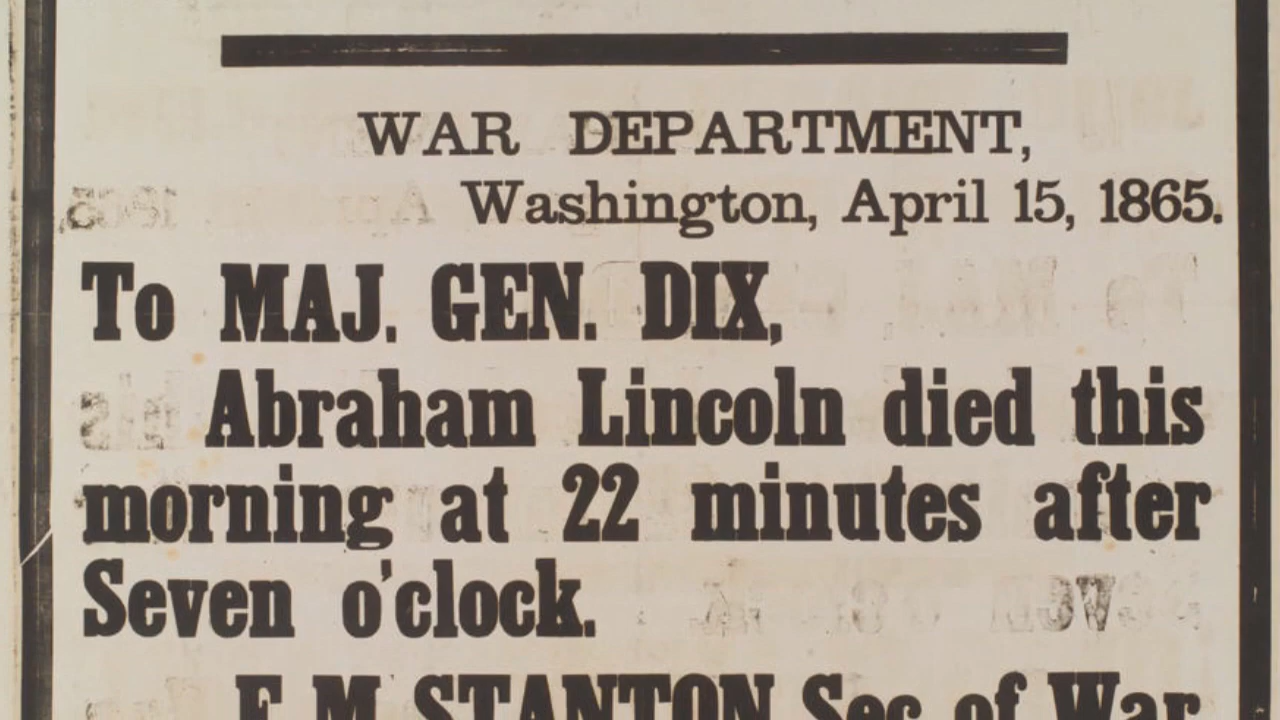 WAR DEPARTMENT,
Washington, April 15, 1865.
To MAJ. GEN. DIX,
Abraham Lincoln died this
morning at 22 minutes after
Seven o'clock.
E. M. STANTON Sec. of War